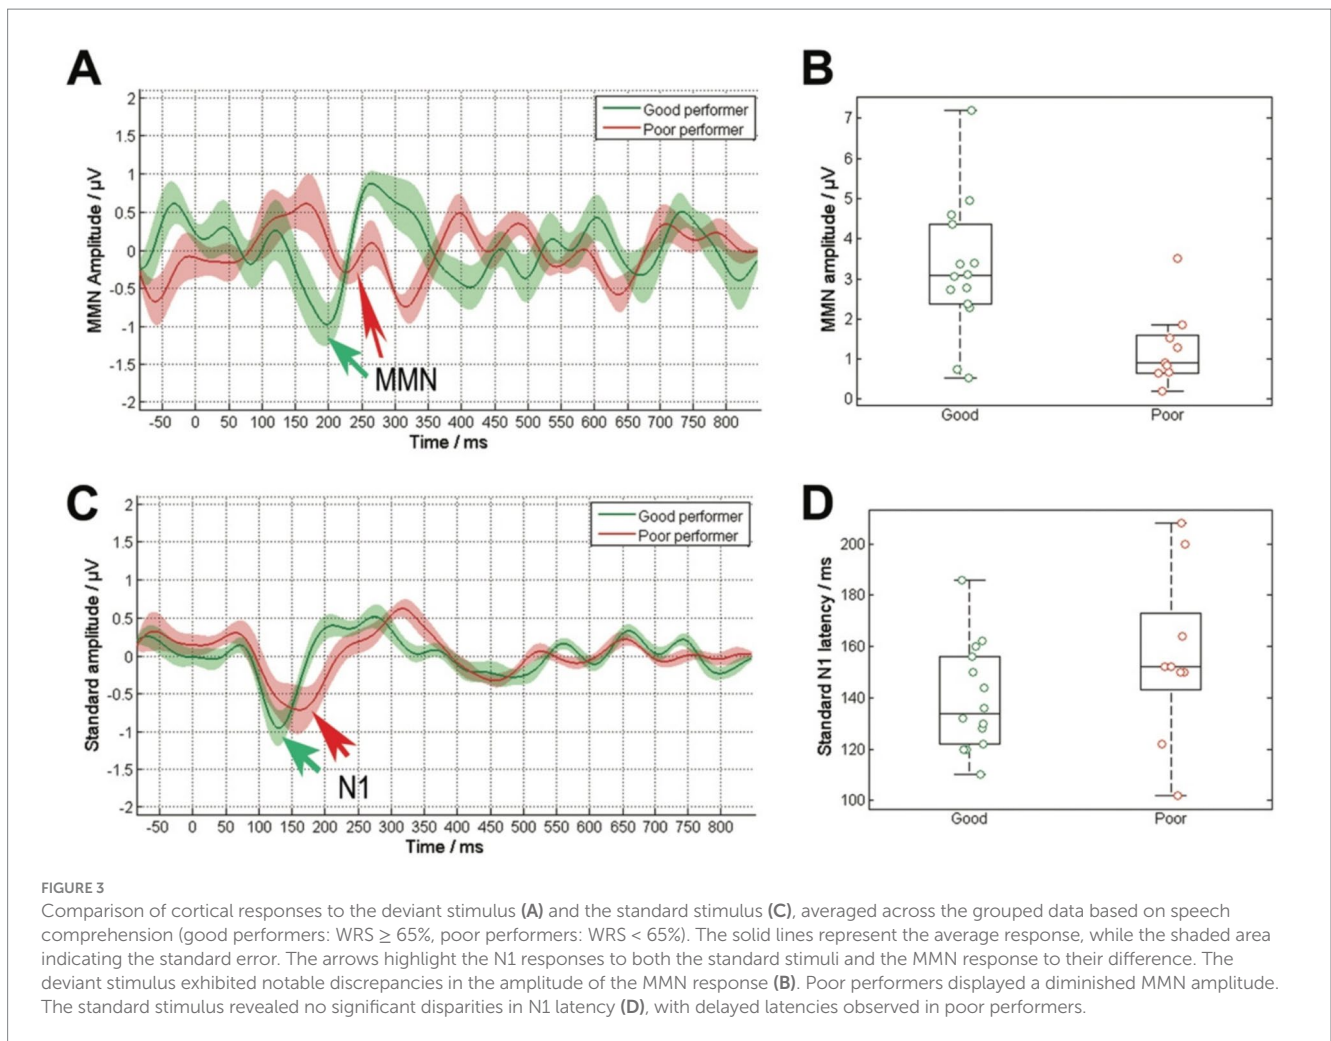 A
MMN Amplitude / µV
2
1.5
1
0.5
0
-0.5
-1
-1.5
-2
Good performer
Poor performer
MMN
-50 0 50 100 150 200 250 300 350 400 450 500 550 600 650 700 750 800
Time / ms
B
MMN amplitude / µV
7
6
5
4
3
2
1
0
Good Poor
C
Standard amplitude / µV
2
1.5
1
0.5
0
-0.5
-1
-1.5
-2
Good performer
Poor performer
N1
-50 0 50 100 150 200 250 300 350 400 450 500 550 600 650 700 750 800
Time / ms
D
Standard N1 latency / ms
200
180
160
140
120
100
Good Poor
FIGURE 3
Comparison of cortical responses to the deviant stimulus (A) and the standard stimulus (C), averaged across the grouped data based on speech
comprehension (good performers: WRS ≥ 65%, poor performers: WRS < 65%). The solid lines represent the average response, while the shaded area
indicating the standard error. The arrows highlight the N1 responses to both the standard stimuli and the MMN response to their difference. The
deviant stimulus exhibited notable discrepancies in the amplitude of the MMN response (B). Poor performers displayed a diminished MMN amplitude.
The standard stimulus revealed no significant disparities in N1 latency (D), with delayed latencies observed in poor performers.